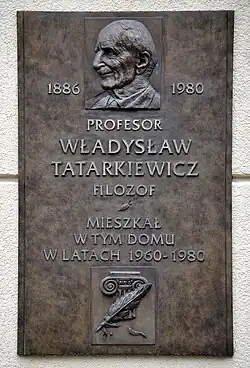 1886 1980
PROFESOR
WŁADYSŁAW
TATARKIEWICZ
FILOZOF
MIESZKAŁ
W TYM DOMU
W LATACH 1960-1980